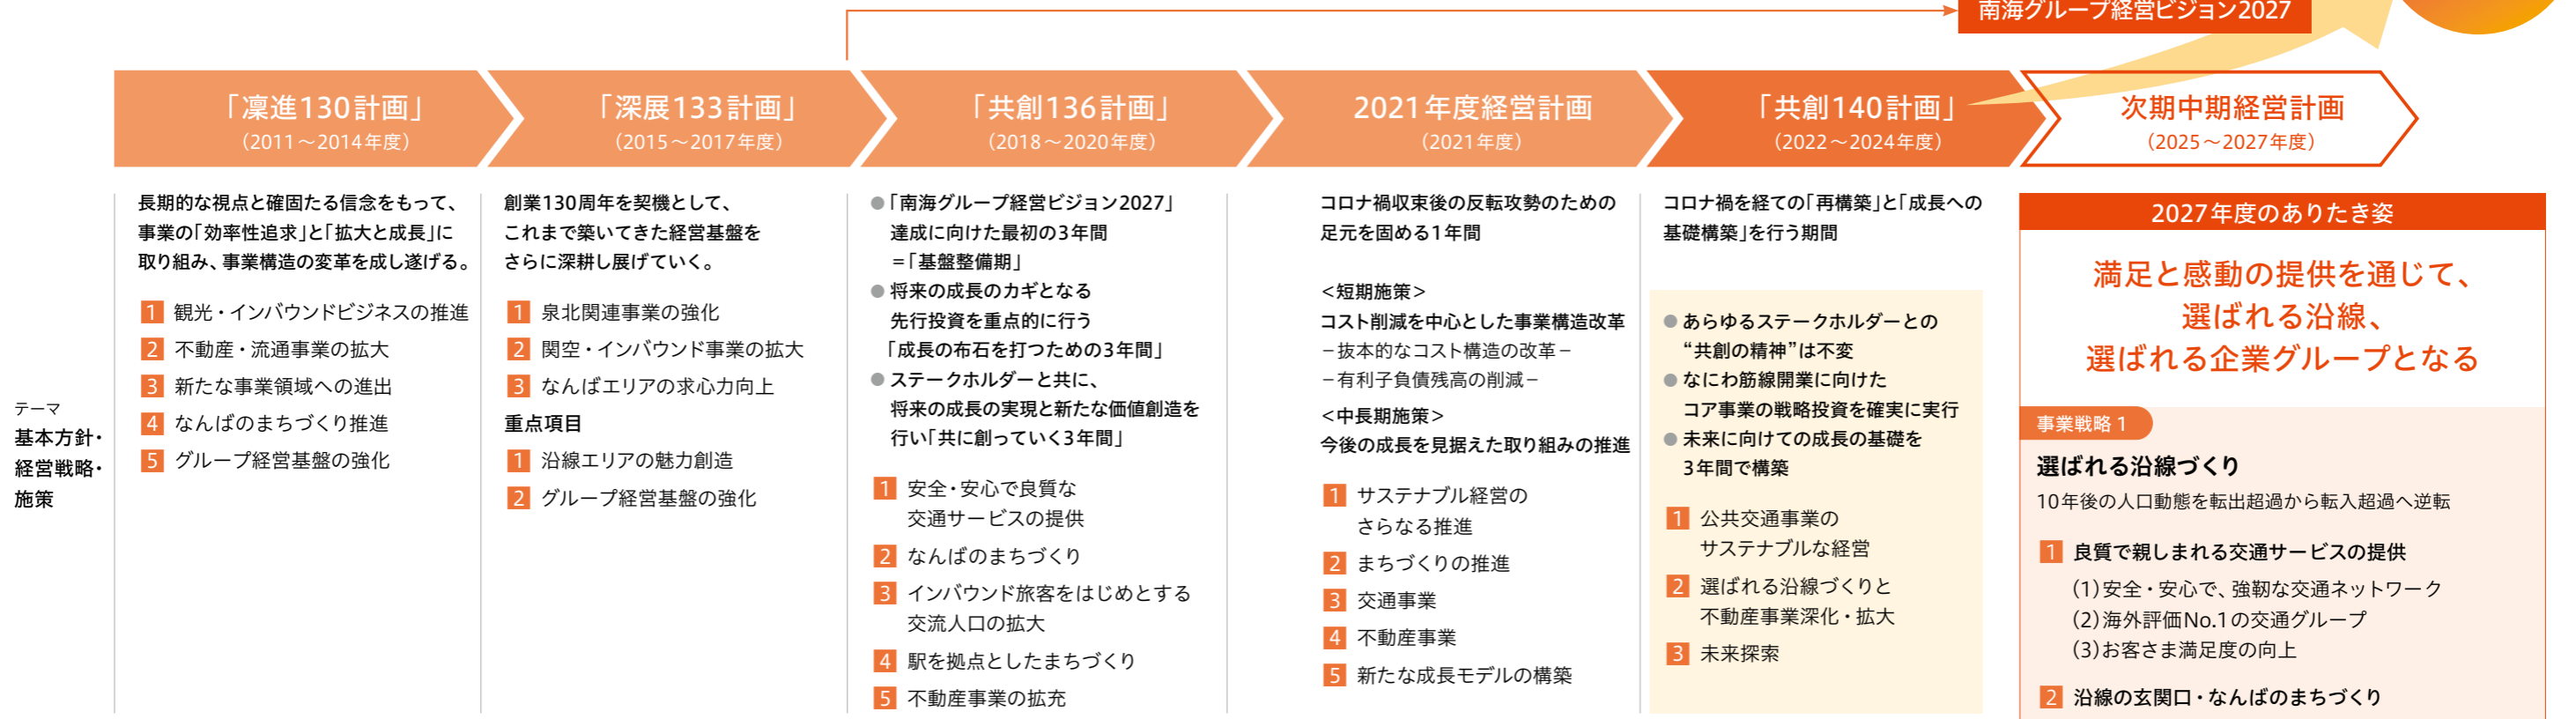 南海グループ経営ビジョン2027
「凜進130計画」
（2011～2014年度）
「深展133計画」
（2015～2017年度）
「共創136計画」
（2018～2020年度）
2021年度経営計画
（2021年度）
「共創140計画」
（2022～2024年度）
次期中期経営計画
（2025～2027年度）
テーマ
基本方針・
経営戦略・
施策
長期的な視点と確固たる信念をもって、
事業の「効率性追求」と「拡大と成長」に
取り組み、事業構造の変革を成し遂げる。
1 観光・インバウンドビジネスの推進
2 不動産・流通事業の拡大
3 新たな事業領域への進出
4 なんばのまちづくり推進
5 グループ経営基盤の強化
創業130周年を契機として、
これまで築いてきた経営基盤を
さらに深耕し展げていく。
1 泉北関連事業の強化
2 関空・インバウンド事業の拡大
3 なんばエリアの求心力向上
重点項目
1 沿線エリアの魅力創造
2 グループ経営基盤の強化
●「南海グループ経営ビジョン2027」
達成に向けた最初の3年間
＝「基盤整備期」
● 将来の成長のカギとなる
先行投資を重点的に行う
「成長の布石を打つための3年間」
● ステークホルダーと共に、
将来の成長の実現と新たな価値創造を
行い「共に創っていく3年間」
1 安全・安心で良質な
交通サービスの提供
2 なんばのまちづくり
3 インバウンド旅客をはじめとする
交流人口の拡大
4 駅を拠点としたまちづくり
5 不動産事業の拡充
コロナ禍収束後の反転攻勢のための
足元を固める1年間
＜短期施策＞
コスト削減を中心とした事業構造改革
－抜本的なコスト構造の改革－
－有利子負債残高の削減－
＜中長期施策＞
今後の成長を見据えた取り組みの推進
1 サステナブル経営の
さらなる推進
2 まちづくりの推進
3 交通事業
4 不動産事業
5 新たな成長モデルの構築
コロナ禍を経ての「再構築」と「成長への
基礎構築」を行う期間
● あらゆるステークホルダーとの
“共創の精神”は不変
● なにわ筋線開業に向けた
コア事業の戦略投資を確実に実行
● 未来に向けての成長の基礎を
3年間で構築
1 公共交通事業の
サステナブルな経営
2 選ばれる沿線づくりと
不動産事業深化・拡大
3 未来探索
2027年度のありたき姿
満足と感動の提供を通じて、
選ばれる沿線、
選ばれる企業グループとなる
事業戦略 1
選ばれる沿線づくり
10年後の人口動態を転出超過から転入超過へ逆転
1 良質で親しまれる交通サービスの提供
(1)安全・安心で、強靭な交通ネットワーク
(2)海外評価No.1の交通グループ
(3)お客さま満足度の向上
2 沿線の玄関口・なんばのまちづくり